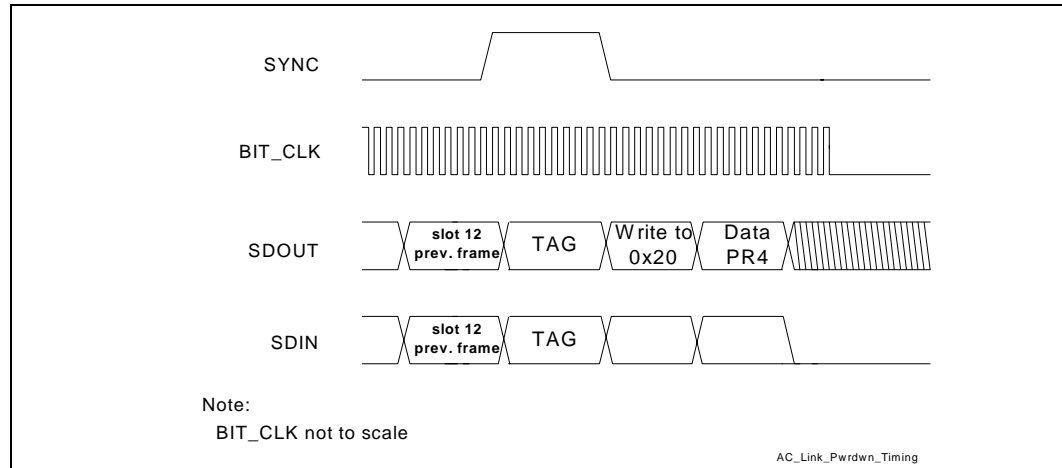 SYNC
BIT_CLK
SDOUT
slot 12
prev. frame
TAG
Write to
0x20
Data
PR4
SDIN
slot 12
prev. frame
TAG
Note:
BIT_CLK not to scale
AC_Link_Pwrdwn_Timing